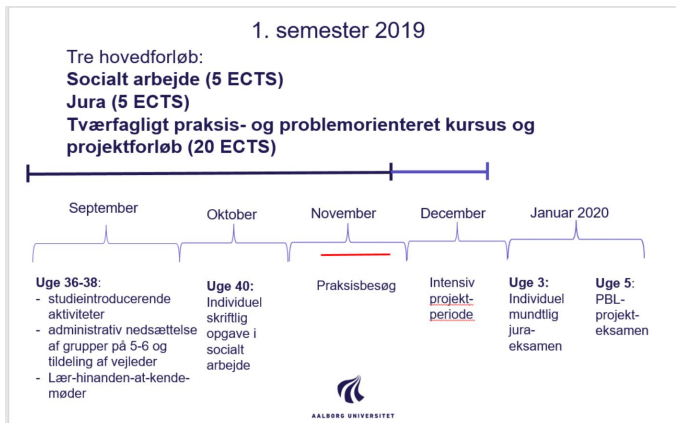 1. semester 2019
Tre hovedforløb:
Socialt arbejde (5 ECTS)
Jura (5 ECTS)
Tværfagligt praksis- og problemorienteret kursus og
projektforløb (20 ECTS)
September
Oktober
November
December
Januar 2020
Uge 36-38:
- studieintroducerende
aktiviteter
- administrativ nedsættelse
af grupper på 5-6 og
tildeling af vejleder
- Lær-hinanden-at-kende-
møder
Uge 40:
Individuel
skriftlig
opgave i
socialt
arbejde
Praksisbesøg
Intensiv
projekt-
periode
Uge 3:
Individuel
mundtlig
jura-
eksamen
Uge 5:
PBL-
projekt-
eksamen
AALBORG UNIVERSITET